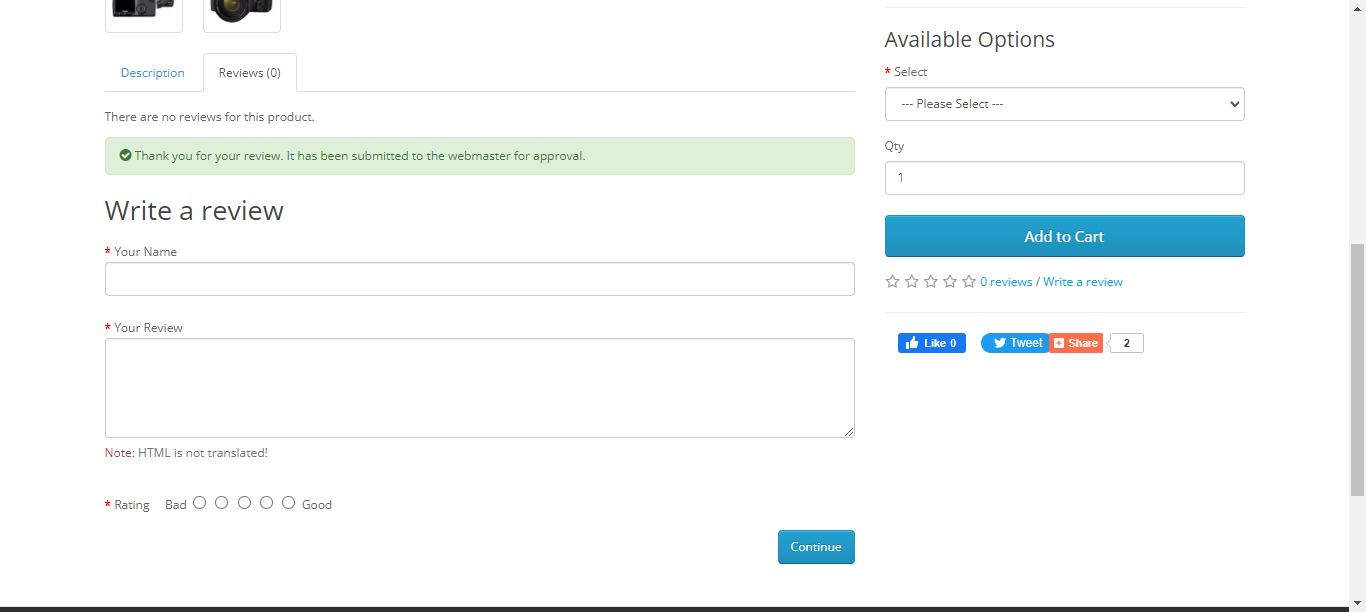 Description
Reviews (0)
There are no reviews for this product.
Thank you for your review. It has been submitted to the webmaster for approval.
Write a review
* Your Name
* Your Review
Note: HTML is not translated!
* Rating Bad Good
Continue
Available Options
* Select
--- Please Select ---
Qty
1
Add to Cart
0 reviews / Write a review
Like 0
Tweet
Share
2